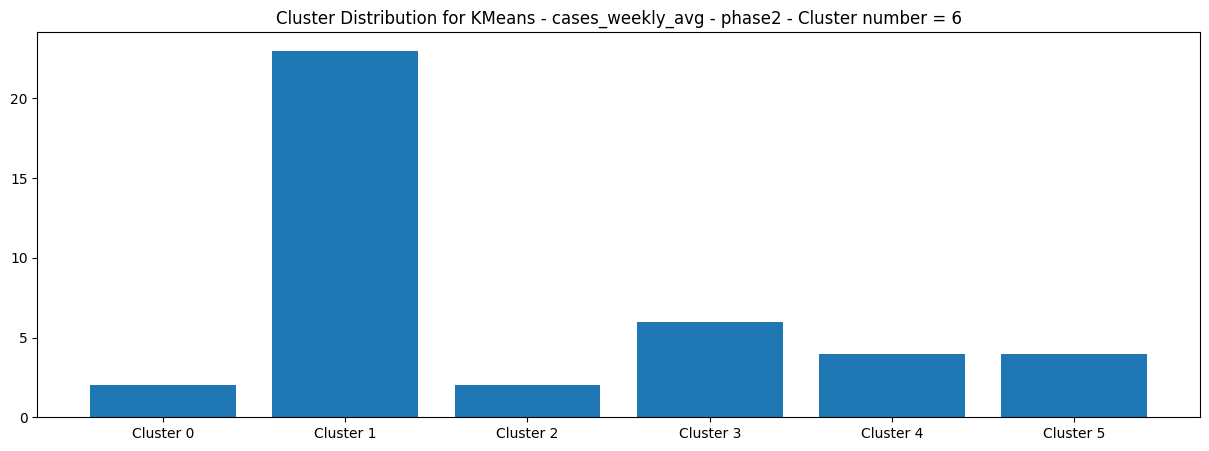 Cluster Distribution for KMeans - cases_weekly_avg - phase2 - Cluster number = 6
20
15
10
5
0
Cluster 0 Cluster 1 Cluster 2 Cluster 3 Cluster 4 Cluster 5